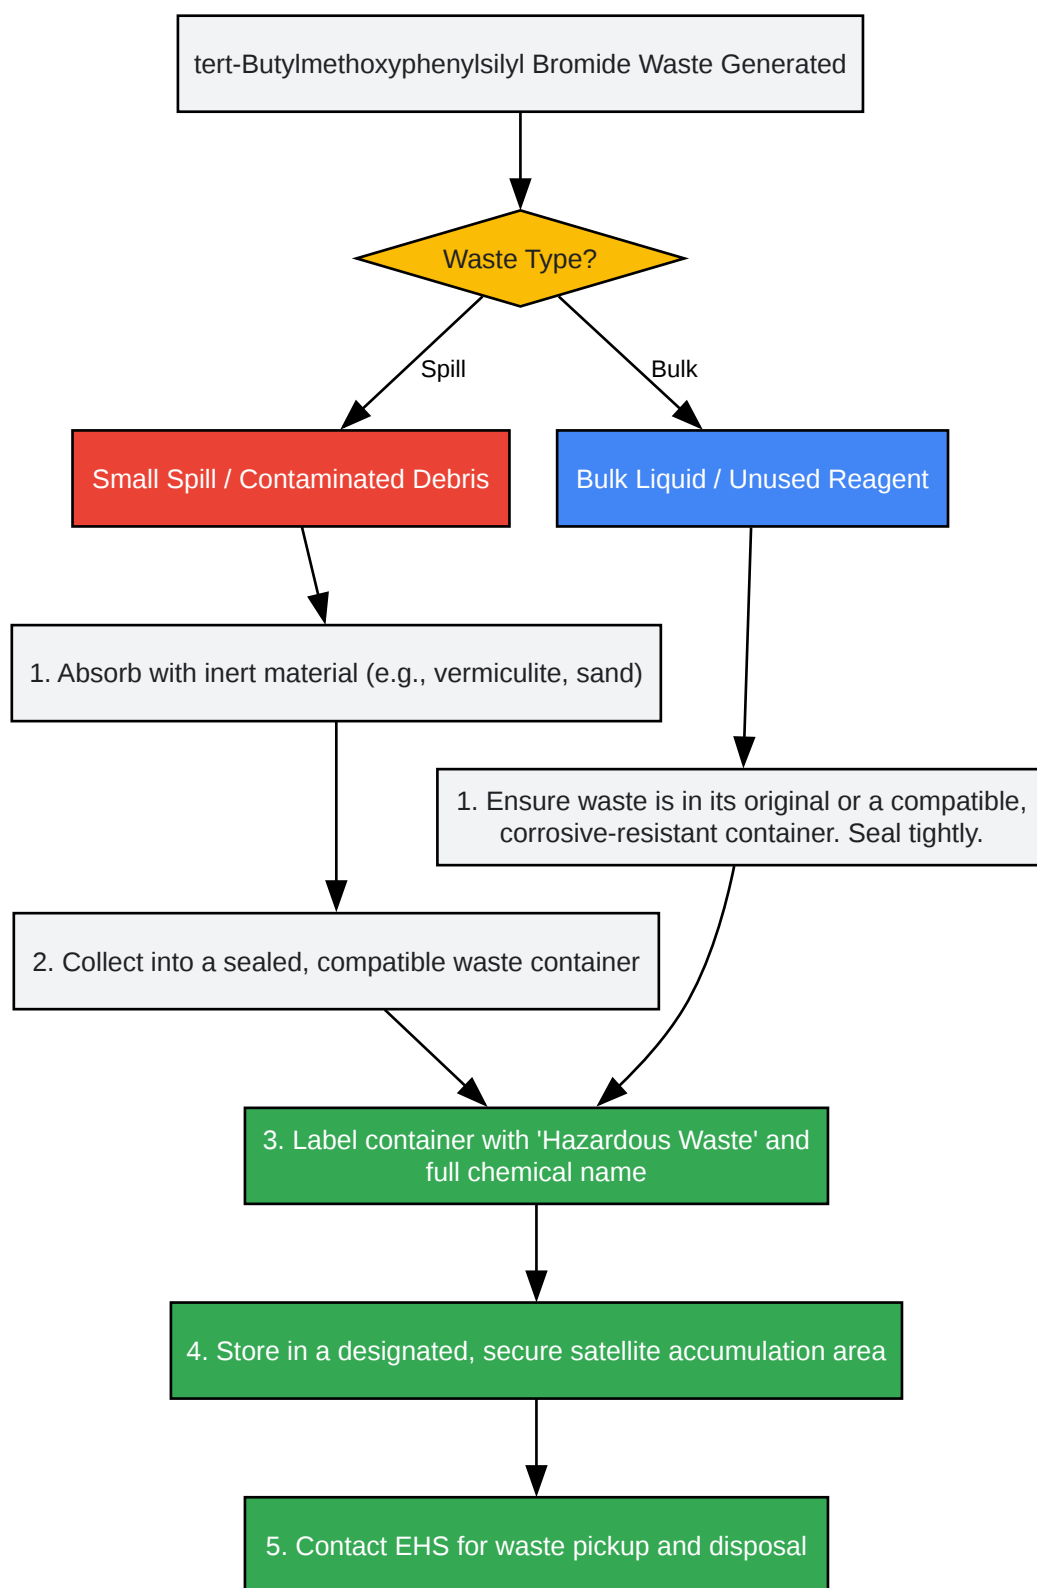 tert-Butylmethoxyphenylsilyl Bromide Waste Generated
Waste Type?
Spill
Bulk
Small Spill / Contaminated Debris
Bulk Liquid / Unused Reagent
1. Absorb with inert material (e.g., vermiculite, sand)
1. Ensure waste is in its original or a compatible,
corrosive-resistant container. Seal tightly.
2. Collect into a sealed, compatible waste container
3. Label container with 'Hazardous Waste' and
full chemical name
4. Store in a designated, secure satellite accumulation area
5. Contact EHS for waste pickup and disposal